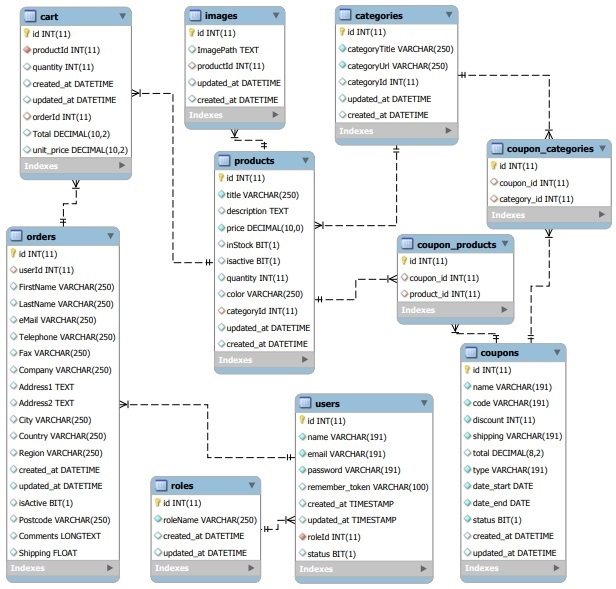 cart
id INT(11)
productId INT(11)
quantity INT(11)
created_at DATETIME
updated_at DATETIME
orderId INT(11)
Total DECIMAL(10,2)
unit_price DECIMAL(10,2)
Indexes
images
id INT(11)
ImagePath TEXT
productId INT(11)
updated_at DATETIME
created_at DATETIME
Indexes
categories
id INT(11)
categoryTitle VARCHAR(250)
categoryUrl VARCHAR(250)
categoryId INT(11)
updated_at DATETIME
created_at DATETIME
Indexes
products
id INT(11)
title VARCHAR(250)
description TEXT
price DECIMAL(10,0)
inStock BIT(1)
isactive BIT(1)
quantity INT(11)
color VARCHAR(250)
categoryId INT(11)
updated_at DATETIME
created_at DATETIME
Indexes
coupon_categories
id INT(11)
coupon_id INT(11)
category_id INT(11)
Indexes
orders
id INT(11)
userId INT(11)
FirstName VARCHAR(250)
LastName VARCHAR(250)
eMail VARCHAR(250)
Telephone VARCHAR(250)
Fax VARCHAR(250)
Company VARCHAR(250)
Address1 TEXT
Address2 TEXT
City VARCHAR(250)
Country VARCHAR(250)
Region VARCHAR(250)
created_at DATETIME
updated_at DATETIME
isActive BIT(1)
Postcode VARCHAR(250)
Comments LONGTEXT
Shipping FLOAT
Indexes
coupon_products
id INT(11)
coupon_id INT(11)
product_id INT(11)
Indexes
coupons
id INT(11)
name VARCHAR(191)
code VARCHAR(191)
discount INT(11)
shipping VARCHAR(191)
total DECIMAL(8,2)
type VARCHAR(191)
date_start DATE
date_end DATE
status BIT(1)
created_at DATETIME
updated_at DATETIME
Indexes
users
id INT(11)
name VARCHAR(191)
email VARCHAR(191)
password VARCHAR(191)
remember_token VARCHAR(100)
created_at TIMESTAMP
updated_at TIMESTAMP
roleId INT(11)
status BIT(1)
Indexes
roles
id INT(11)
roleName VARCHAR(250)
created_at DATETIME
updated_at DATETIME
Indexes